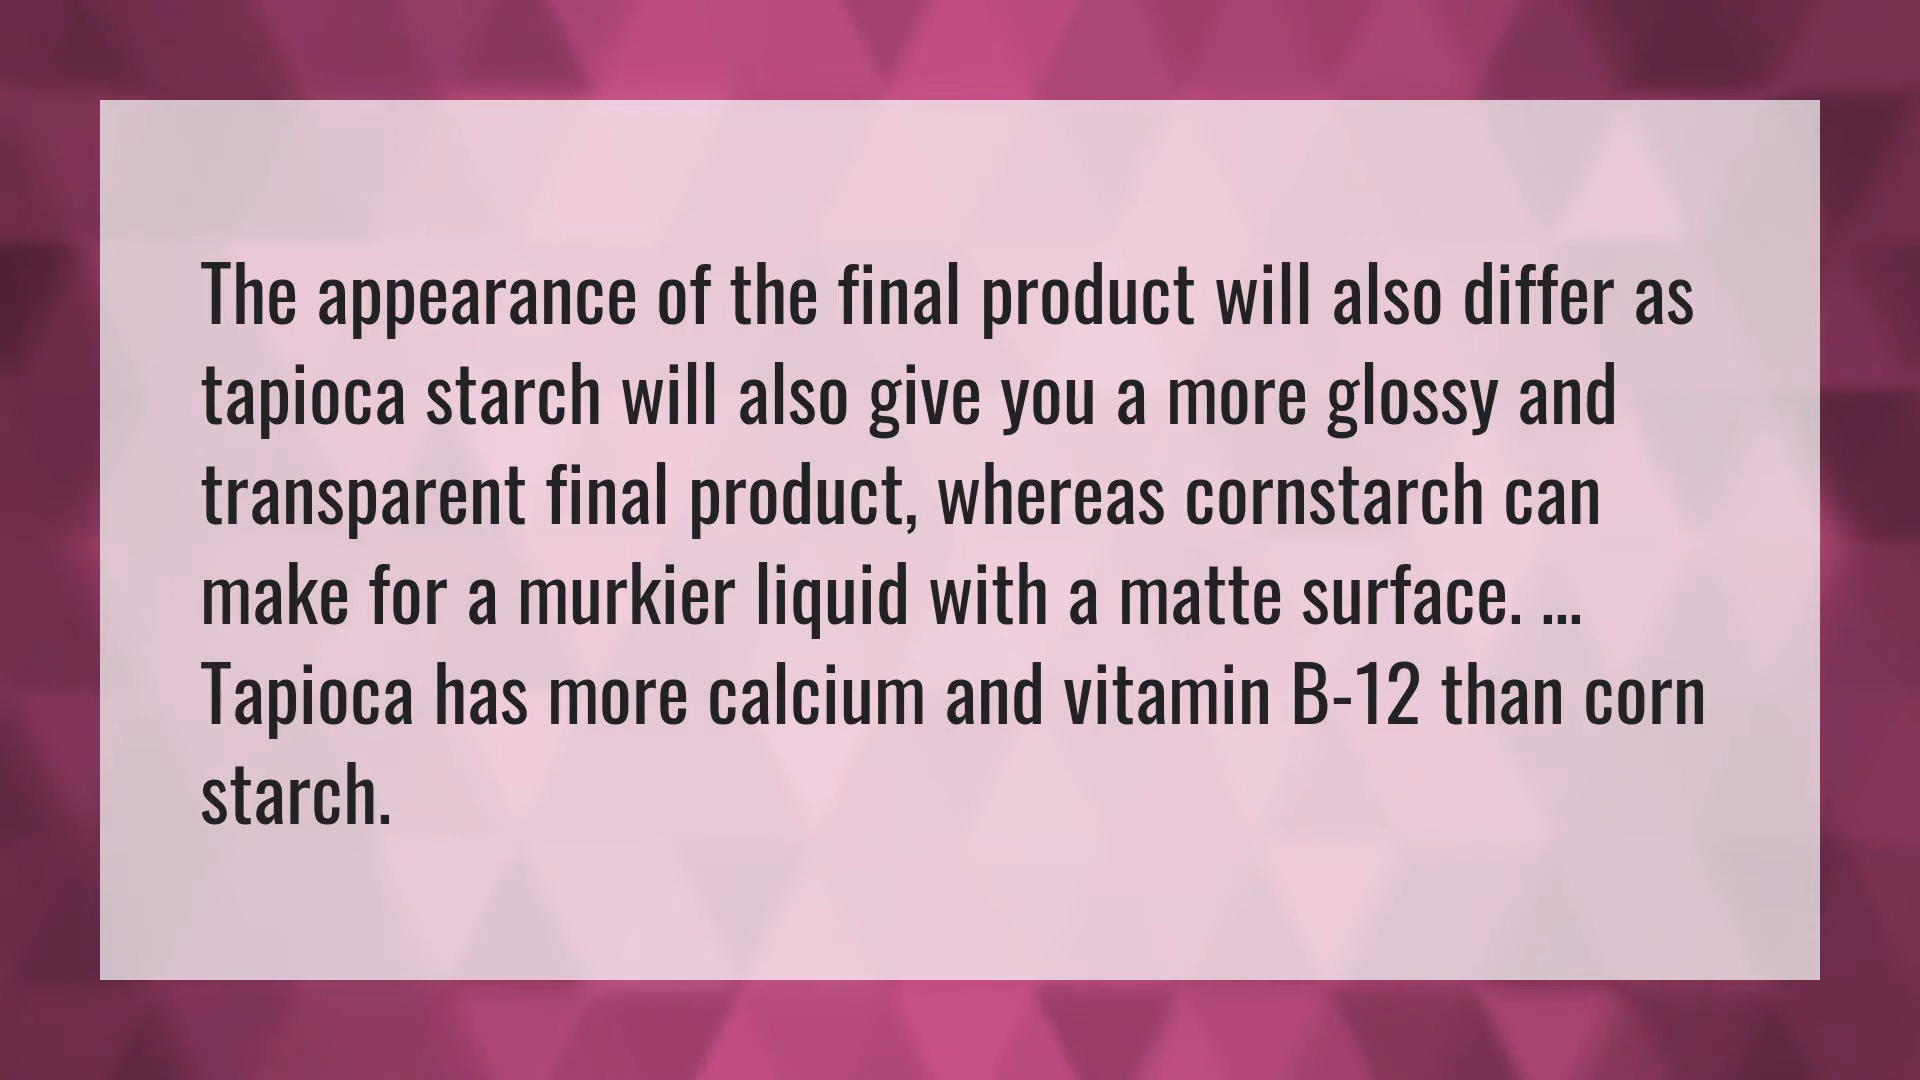 The appearance of the final product will also differ as
tapioca starch will also give you a more glossy and
transparent final product, whereas cornstarch can
make for a murkier liquid with a matte surface. ...
Tapioca has more calcium and vitamin B-12 than corn
starch.